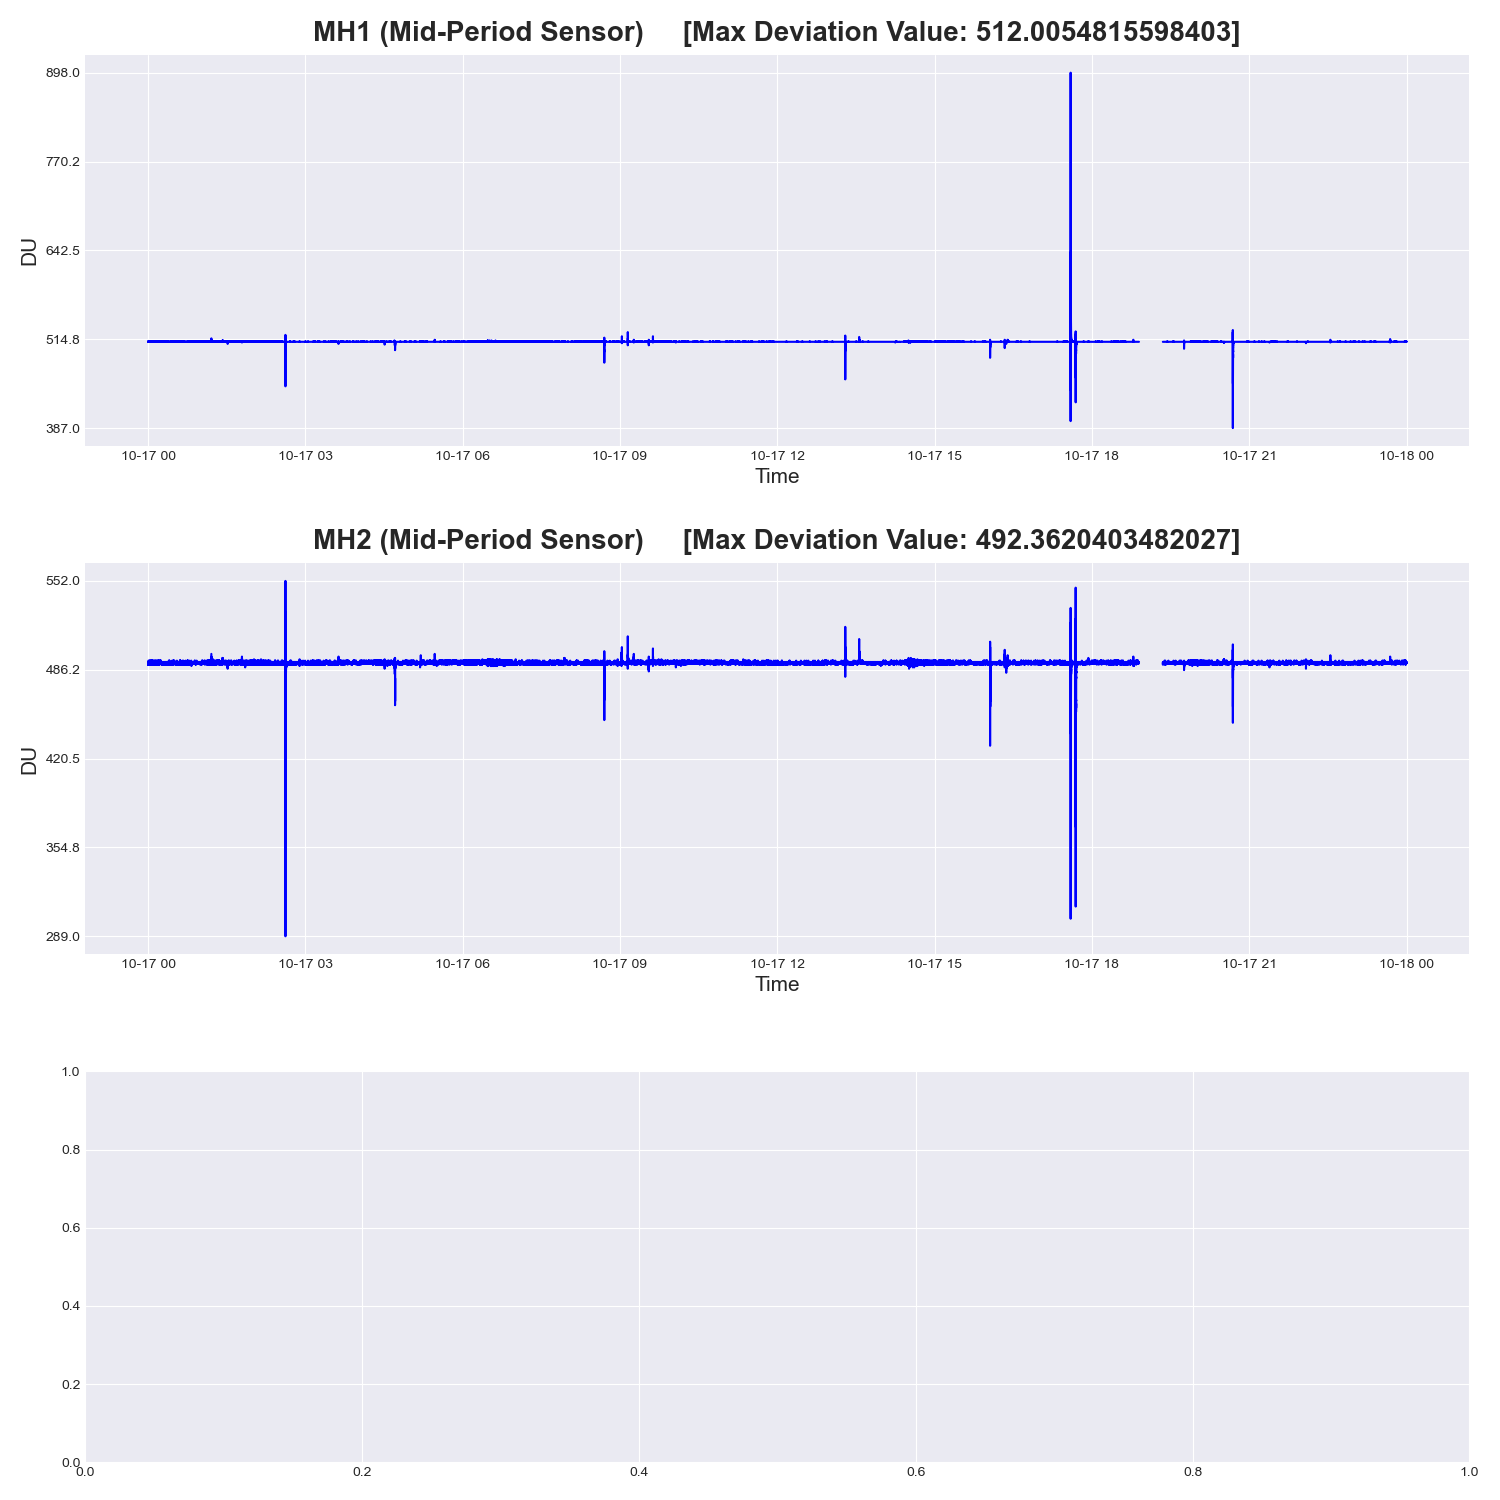 MH1 (Mid-Period Sensor) [Max Deviation Value: 512.0054815598403]
898.0
770.2
642.5
514.8
387.0
DU
10-17 00 10-17 03 10-17 06 10-17 09 10-17 12 10-17 15 10-17 18 10-17 21 10-18 00
Time
MH2 (Mid-Period Sensor) [Max Deviation Value: 492.3620403482027]
552.0
486.2
420.5
354.8
289.0
DU
10-17 00 10-17 03 10-17 06 10-17 09 10-17 12 10-17 15 10-17 18 10-17 21 10-18 00
Time
1.0
0.8
0.6
0.4
0.2
0.0
0.0 0.2 0.4 0.6 0.8 1.0